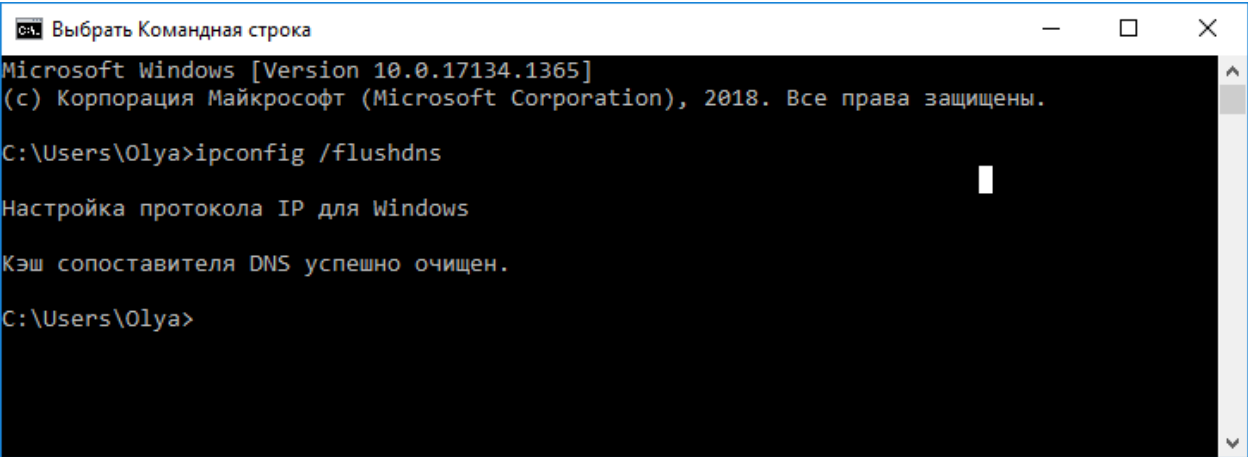 Выбрать Командная строка
Microsoft Windows [Version 10.0.17134.1365]
(c) Корпорация Майкрософт (Microsoft Corporation), 2018. Все права защищены.
C:\Users\Olya>ipconfig /flushdns
Настройка протокола IP для Windows
Кэш сопоставителя DNS успешно очищен.
C:\Users\Olya>